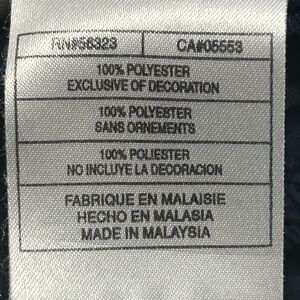 RN#56323 CA#05553
100% POLYESTER
EXCLUSIVE OF DECORATION
100% POLYESTER
SANS ORNEMENTS
100% POLIESTER
NO INCLUYE LA DECORACION
FABRIQUE EN MALAISIE
HECHO EN MALASIA
MADE IN MALAYSIA